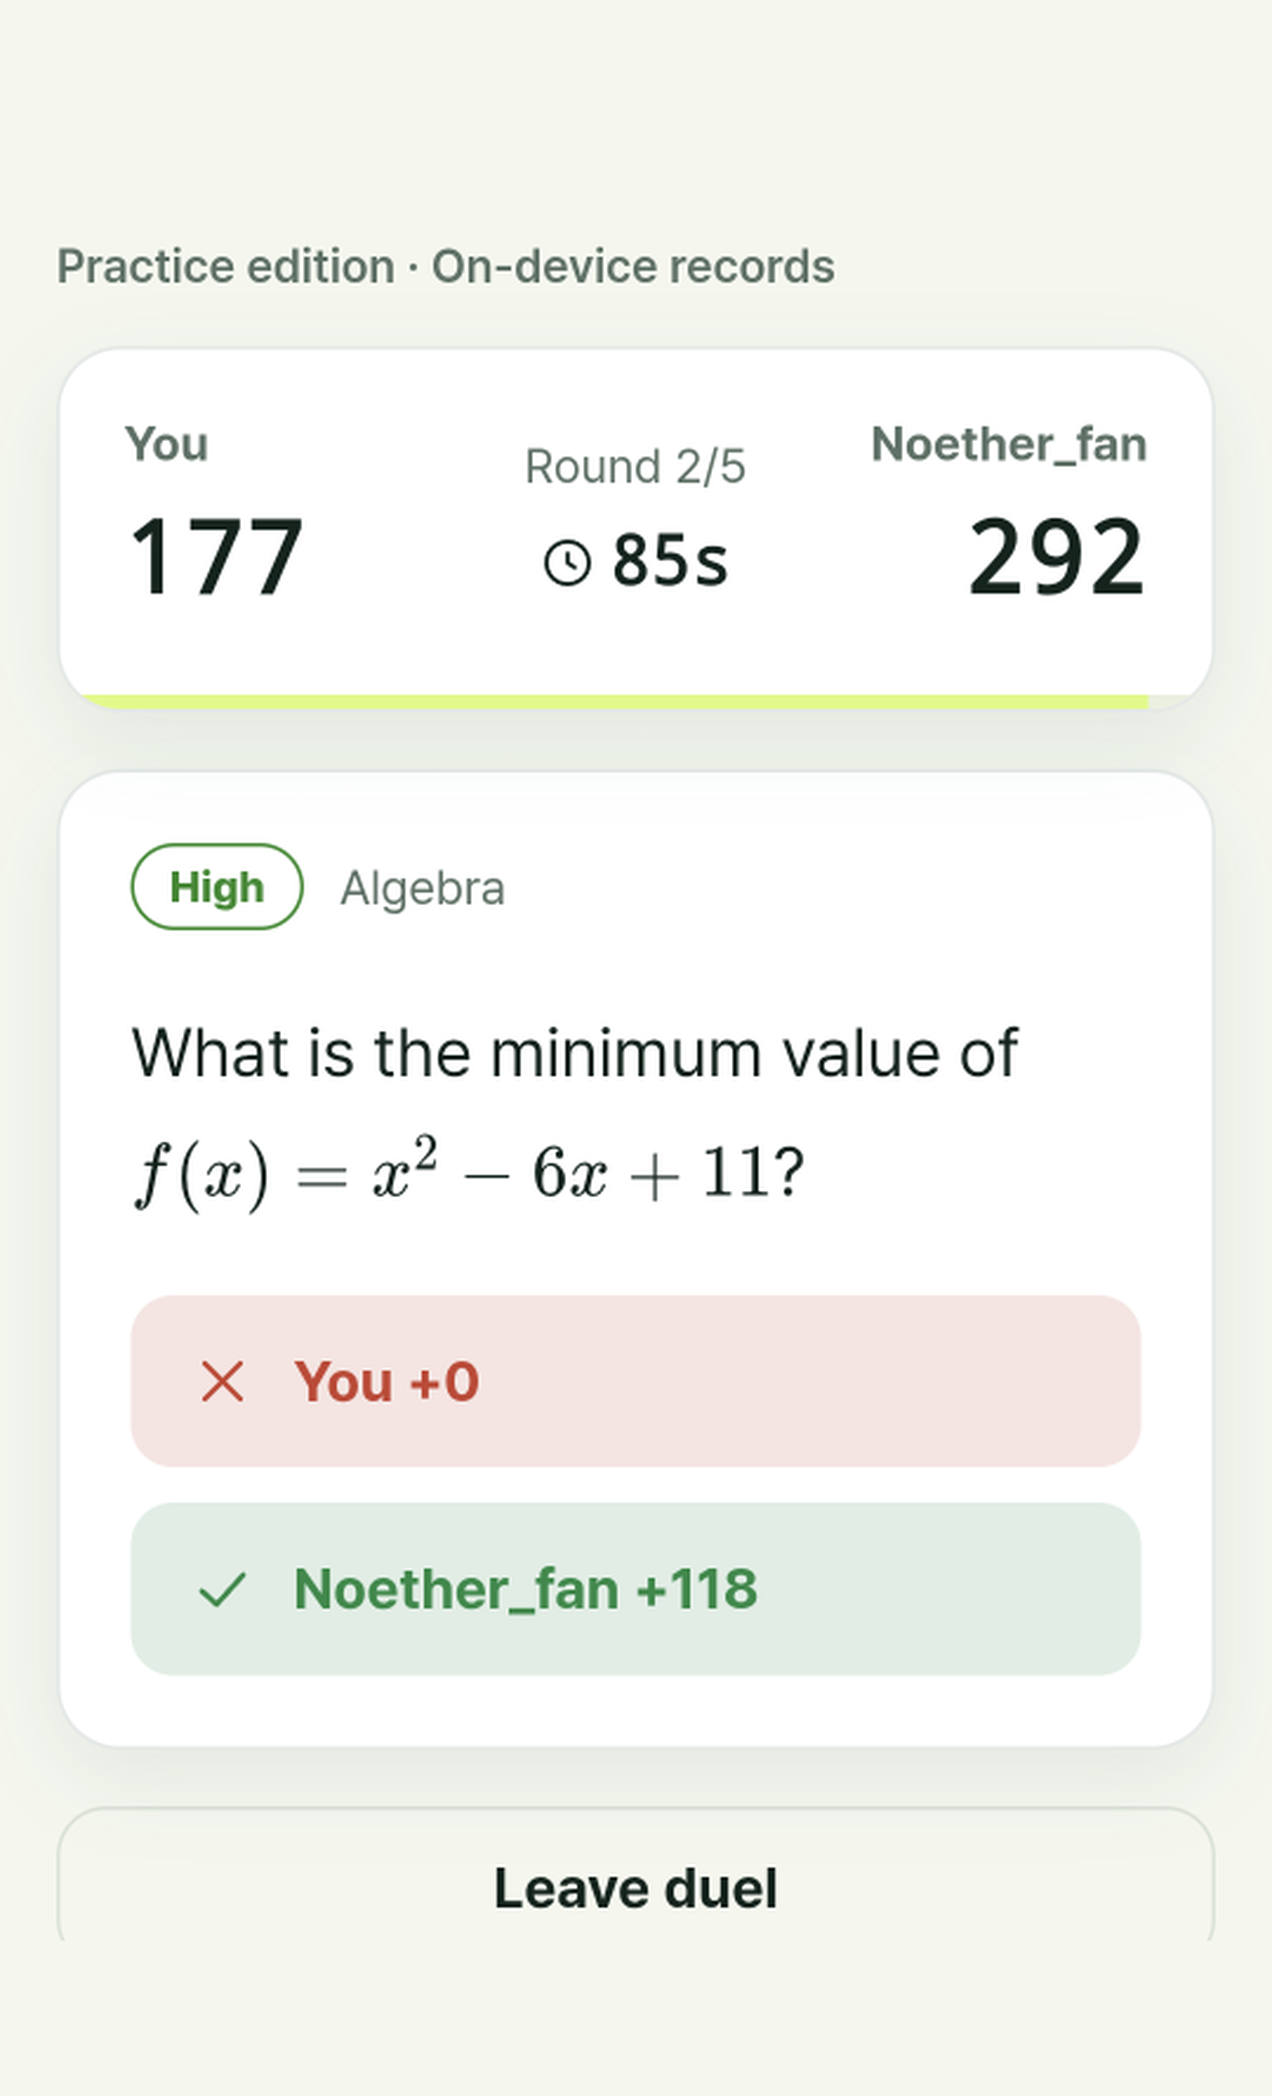 Practice edition · On-device records
You
Round 2/5
Noether_fan
177
85s
292
High
Algebra
What is the minimum value of
f(x) = x² − 6x + 11?
You +0
Noether_fan +118
Leave duel